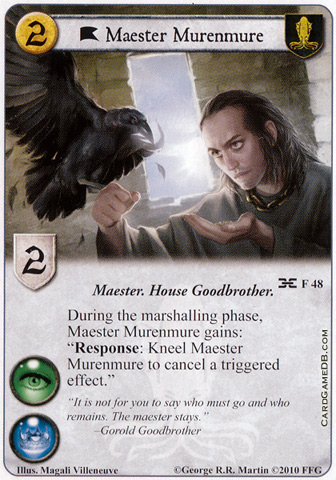 2
Maester Murenmure
2
Maester. House Goodbrother.
F 48
During the marshalling phase,
Maester Murenmure gains:
“Response: Kneel Maester
Murenmure to cancel a triggered
effect.”
“It is not for you to say who must go and who
remains. The maester stays.”
–Gorold Goodbrother
CardGameDB.com
Illus. Magali Villeneuve
©George R.R. Martin ©2010 FFG